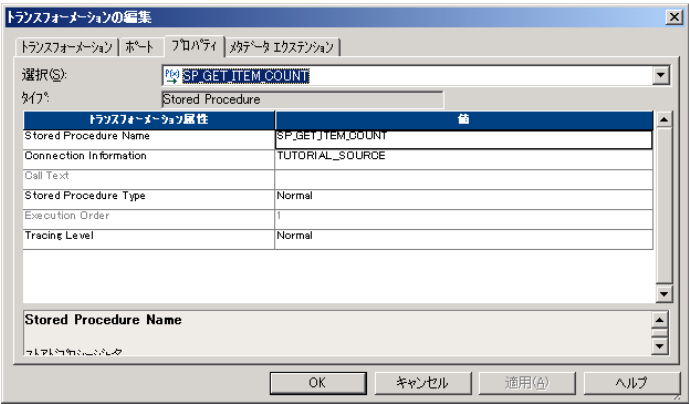 トランスフォーメーションの編集
トランスフォーメーション ポート プロパティ メタデータ エクステンション
選択(S): SP_GET_ITEM_COUNT
タイプ: Stored Procedure
トランスフォーメーション属性 値
Stored Procedure Name SP_GET_ITEM_COUNT
Connection Information TUTORIAL_SOURCE
Call Text
Stored Procedure Type Normal
Execution Order 1
Tracing Level Normal
Stored Procedure Name
OK キャンセル 適用(A) ヘルプ